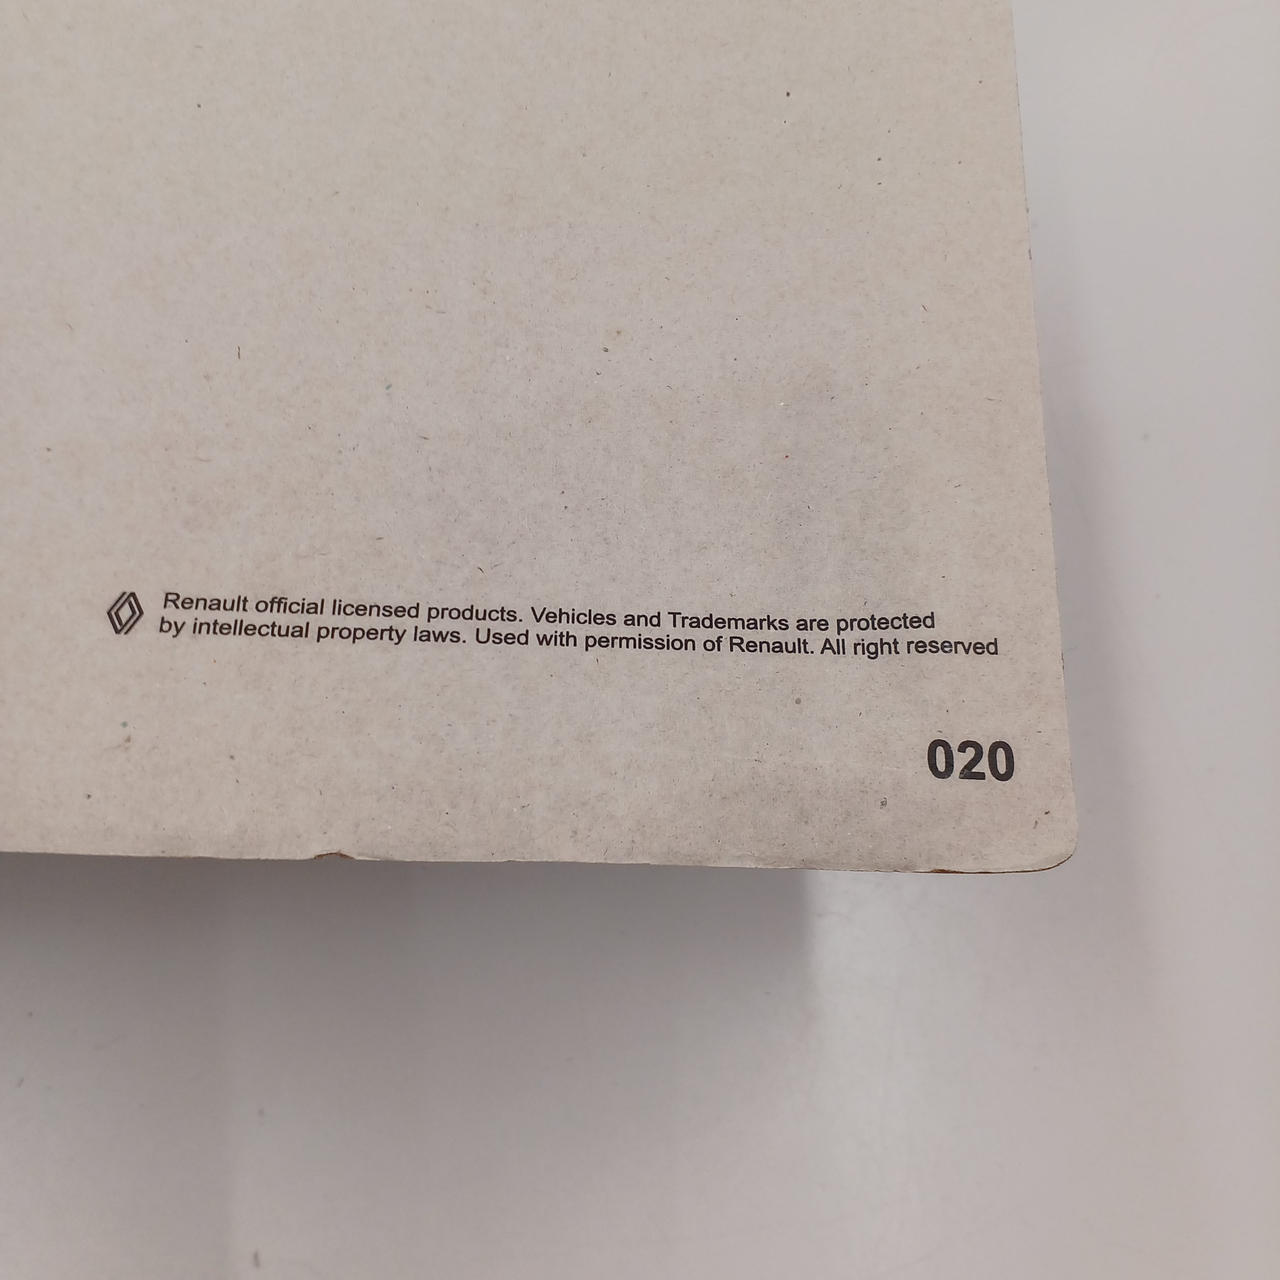 Renault official licensed products. Vehicles and Trademarks are protected
by intellectual property laws. Used with permission of Renault. All right reserved
020